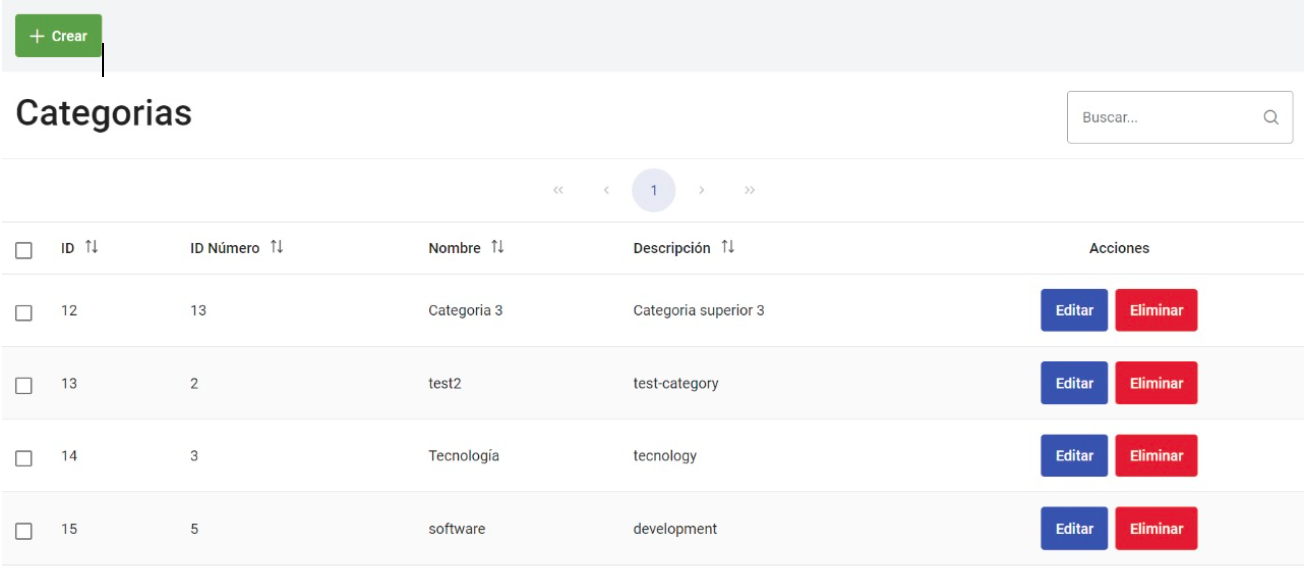 + Crear
Categorias
Buscar...
« ‹ 1 › »
ID ↑↓ ID Número ↑↓ Nombre ↑↓ Descripción ↑↓ Acciones
12 13 Categoria 3 Categoria superior 3 Editar Eliminar
13 2 test2 test-category Editar Eliminar
14 3 Tecnología tecnology Editar Eliminar
15 5 software development Editar Eliminar